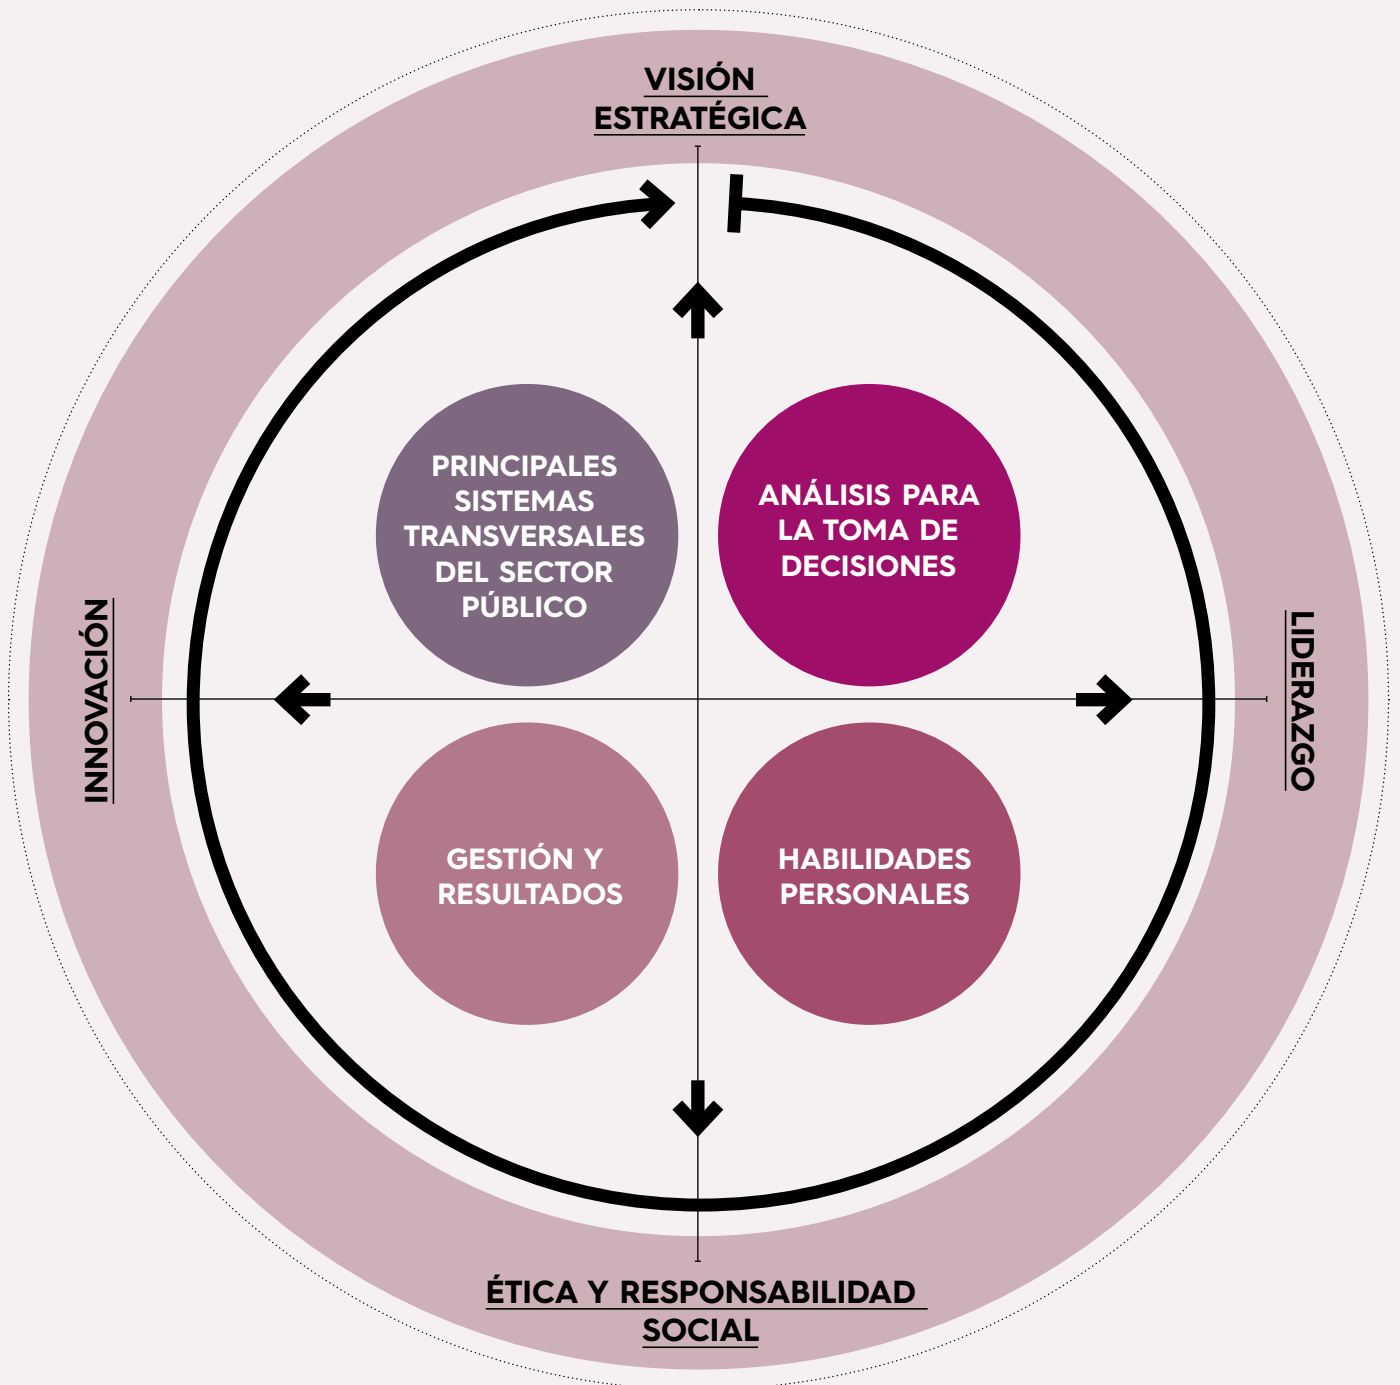 VISIÓN
ESTRATÉGICA
PRINCIPALES
SISTEMAS
TRANSVERSALES
DEL SECTOR
PÚBLICO
ANÁLISIS PARA
LA TOMA DE
DECISIONES
INNOVACIÓN
LIDERAZGO
GESTIÓN Y
RESULTADOS
HABILIDADES
PERSONALES
ÉTICA Y RESPONSABILIDAD
SOCIAL